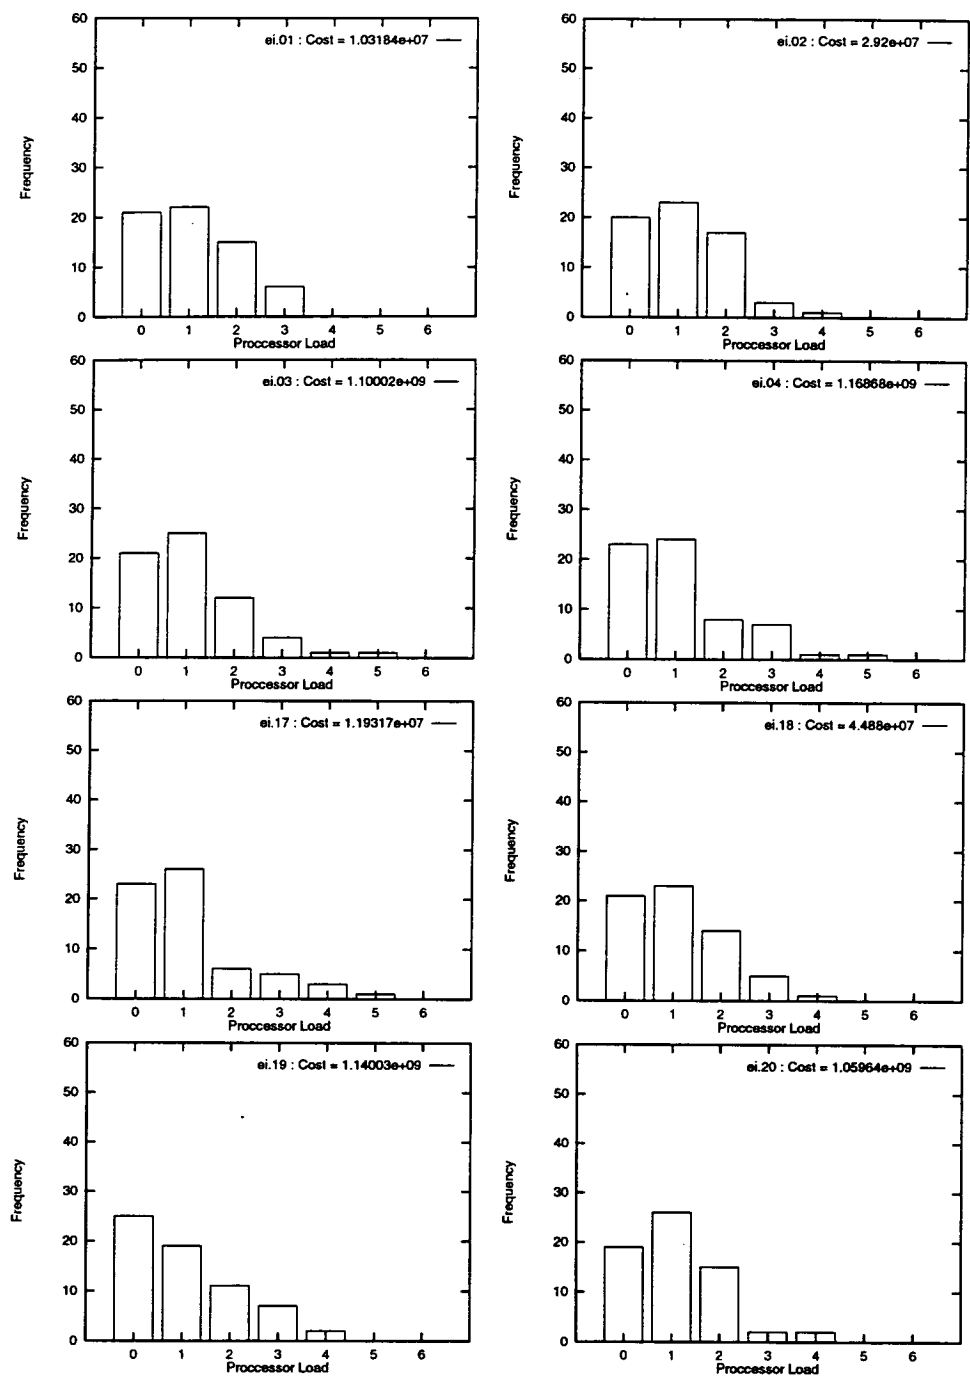 ei.01 : Cost = 1.03184e+07
60
50
40
30
20
10
0
Frequency
0 1 2 3 4 5 6
Proccessor Load
ei.02 : Cost = 2.92e+07
60
50
40
30
20
10
0
Frequency
0 1 2 3 4 5 6
Proccessor Load
ei.03 : Cost = 1.10002e+09
60
50
40
30
20
10
0
Frequency
0 1 2 3 4 5 6
Proccessor Load
ei.04 : Cost = 1.16868e+09
60
50
40
30
20
10
0
Frequency
0 1 2 3 4 5 6
Proccessor Load
ei.17 : Cost = 1.19317e+07
60
50
40
30
20
10
0
Frequency
0 1 2 3 4 5 6
Proccessor Load
ei.18 : Cost = 4.488e+07
60
50
40
30
20
10
0
Frequency
0 1 2 3 4 5 6
Proccessor Load
ei.19 : Cost = 1.14003e+09
60
50
40
30
20
10
0
Frequency
0 1 2 3 4 5 6
Proccessor Load
ei.20 : Cost = 1.05964e+09
60
50
40
30
20
10
0
Frequency
0 1 2 3 4 5 6
Proccessor Load